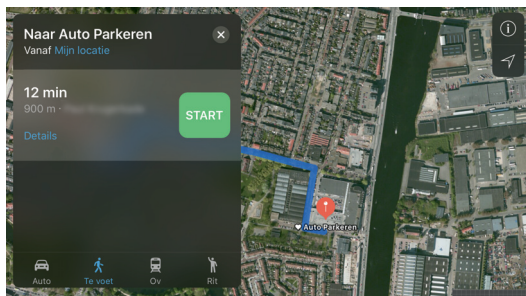 Naar Auto Parkeren
Vanaf Mijn locatie
12 min
900 m ·
START
Details
Auto Parkeren
Auto
Te voet
Ov
Rit